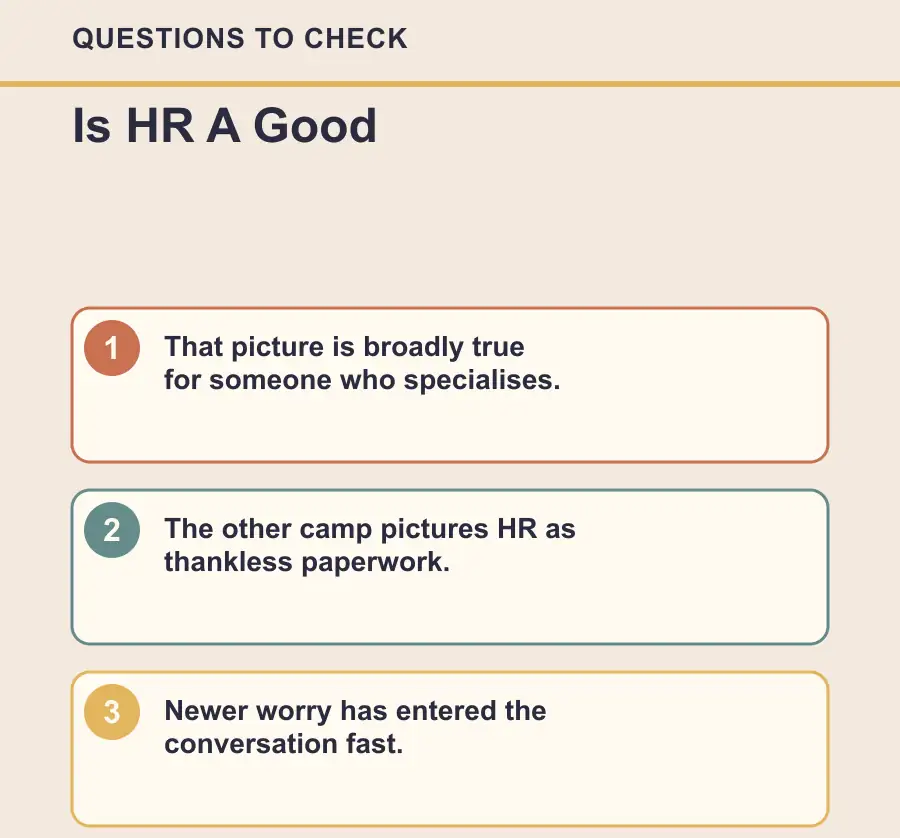 QUESTIONS TO CHECK
Is HR A Good
1
That picture is broadly true
for someone who specialises.
2
The other camp pictures HR as
thankless paperwork.
3
Newer worry has entered the
conversation fast.